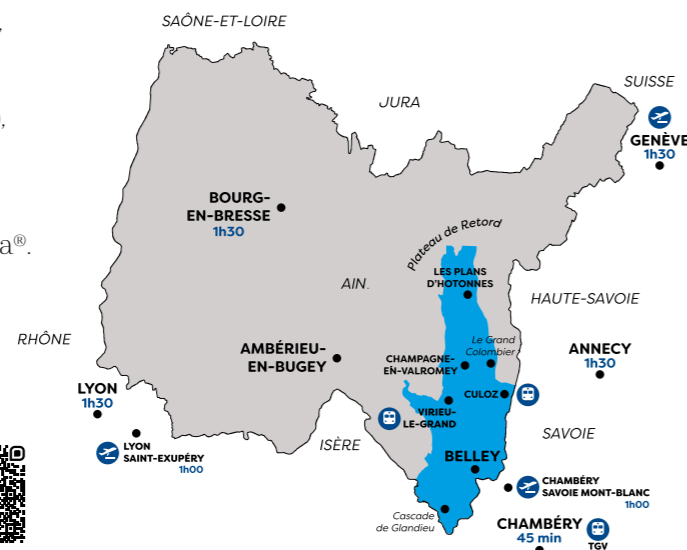 SAÔNE-ET-LOIRE
,
JURA
SUISSE
),
GENÈVE
1h30
BOURG-
EN-BRESSE
1h30
Plateau de Retord
a®.
LES PLANS
D'HOTONNES
AIN.
HAUTE-SAVOIE
RHÔNE
AMBÉRIEU-
EN-BUGEY
Le Grand
Colombier
CHAMPAGNE-
EN-VALROMEY
ANNECY
1h30
LYON
1h30
CULOZ
VIRIEU-
LE-GRAND
LYON
SAINT-EXUPÉRY
1h00
ISÈRE
SAVOIE
BELLEY
CHAMBÉRY
SAVOIE MONT-BLANC
1h00
Cascade
de Glandieu
CHAMBÉRY
45 min
TGV